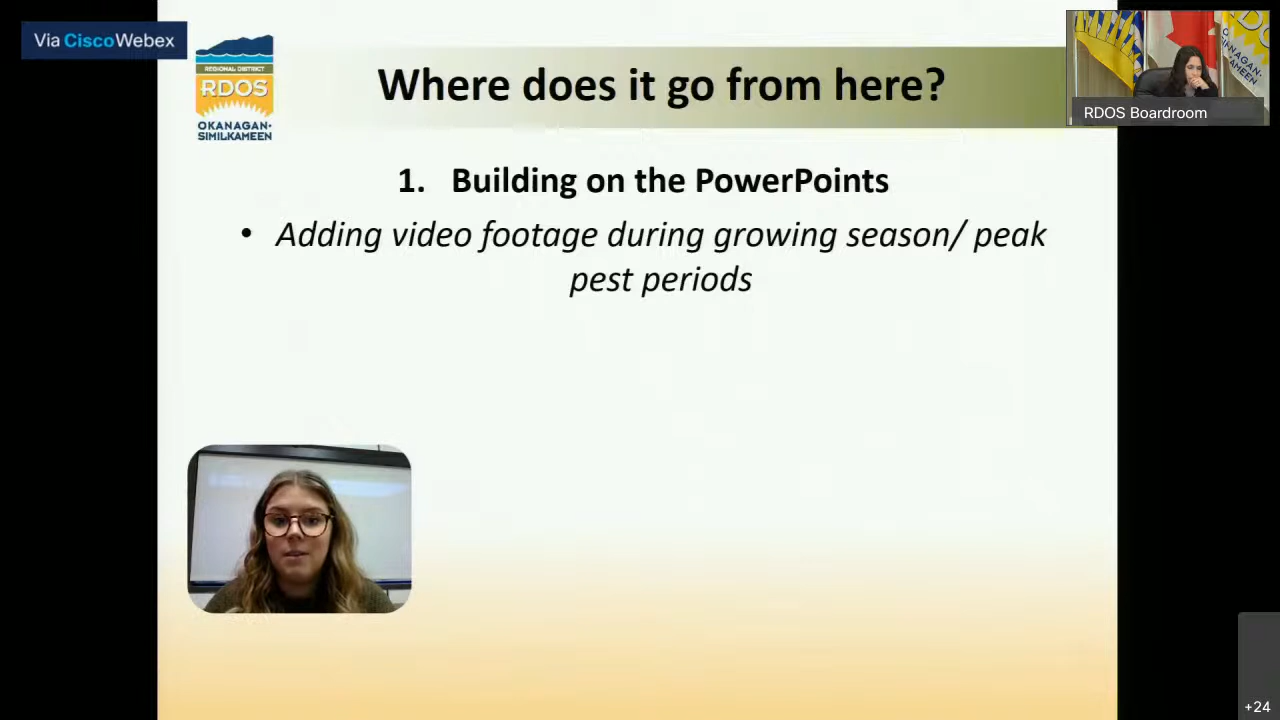 Via CiscoWebex
REGIONAL DISTRICT
RDOS
OKANAGAN-
SIMILKAMEEN
Where does it go from here?
RDOS Boardroom
1. Building on the PowerPoints
• Adding video footage during growing season/ peak
pest periods
+24